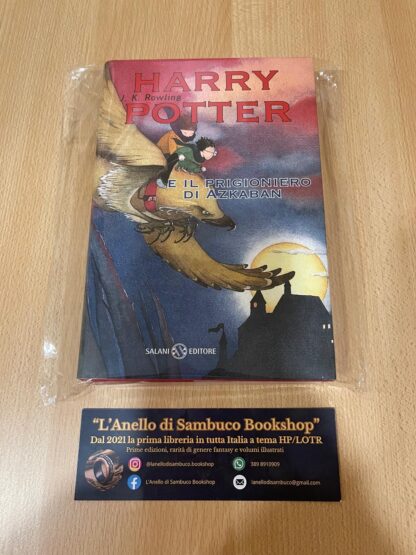 HARRY
J. K. Rowling
POTTER
E IL PRIGIONIERO
DI AZKABAN
SALANI EDITORE
“L’Anello di Sambuco Bookshop”
Dal 2021 la prima libreria in tutta Italia a tema HP/LOTR
Prime edizioni, rarità di genere fantasy e volumi illustrati
@lanellodisambuco.bookshop
389 8913909
L'Anello di Sambuco Bookshop
lanellodisambuco@gmail.com